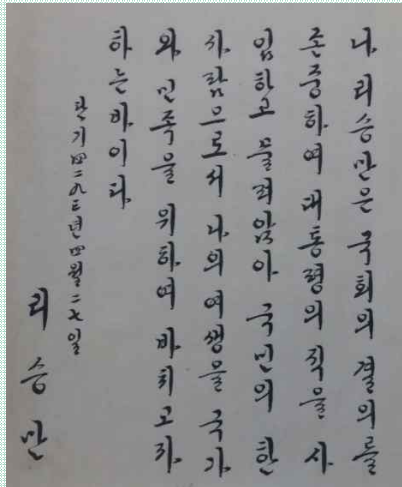 나, 리승만은 국회의 결의를
존중하여 대통령의 직을 사
임하고 물러앉아 국민의 한
사람으로서 나의 여생을 국가
와 민족을 위하여 바치고자
하는바이다
단기四二九三년四월二七일
리승만